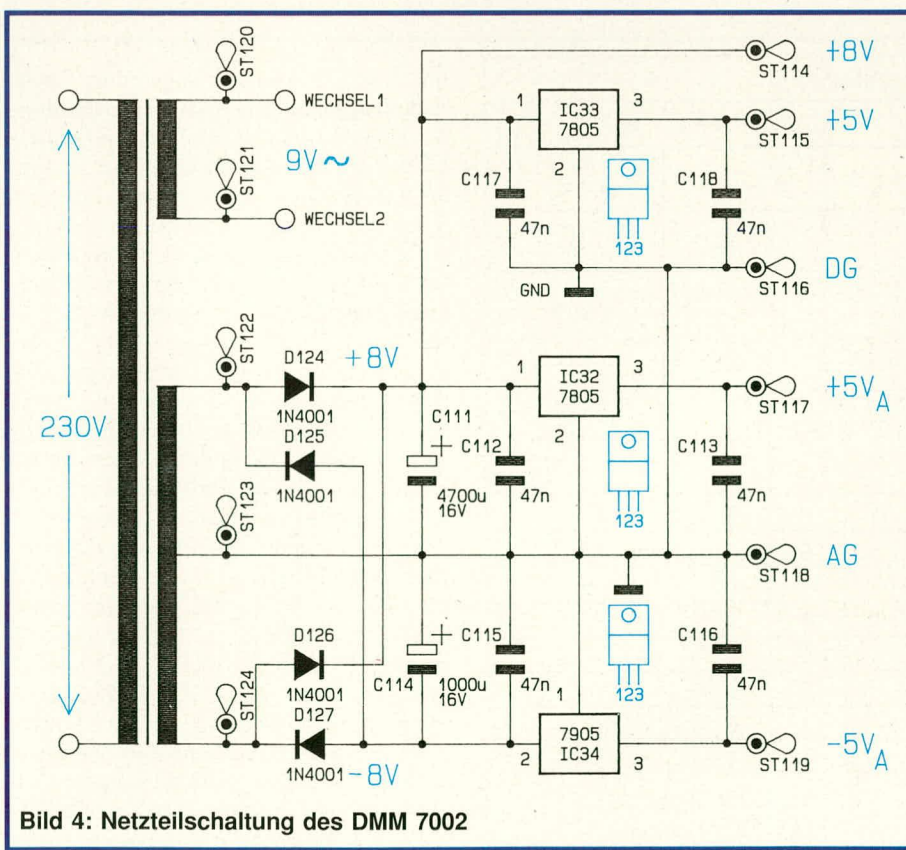 ST120
WECHSEL1
9V~
ST121
WECHSEL2
230V
ST122
D124
+8V
1N4001
D125
1N4001
ST123
D126
1N4001
ST124
D127
1N4001
-8V
C111
+
4700u
16V
C112
47n
C114
+
1000u
16V
C115
47n
1
IC33
7805
3
2
C117
47n
123
C118
47n
GND
1
IC32
7805
3
2
123
C113
47n
123
C116
47n
1
7905
IC34
2
3
ST114
+8V
ST115
+5V
ST116
DG
ST117
+5VA
ST118
AG
ST119
-5VA
Bild 4: Netzteilschaltung des DMM 7002